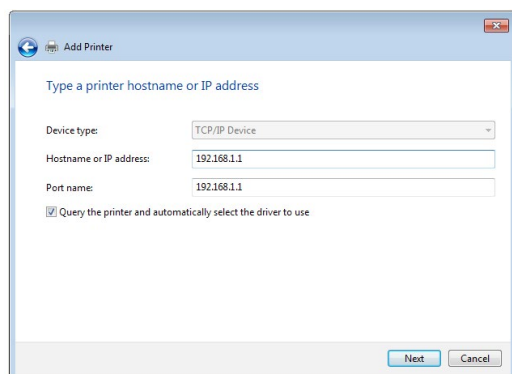 Add Printer
Type a printer hostname or IP address
Device type: TCP/IP Device
Hostname or IP address: 192.168.1.1
Port name: 192.168.1.1
Query the printer and automatically select the driver to use
Next Cancel